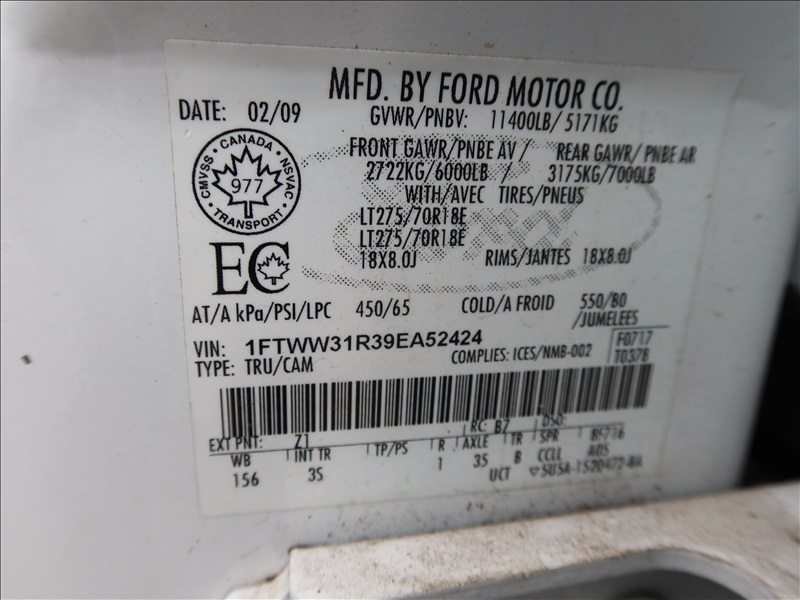 MFD. BY FORD MOTOR CO.
DATE: 02/09 GVWR/PNBV: 11400LB/ 5171KG
FRONT GAWR/PNBE AV/ REAR GAWR/ PNBE AR
2722KG/6000LB / 3175KG/7000LB
WITH/AVEC TIRES/PNEUS
LT275/70R18E
LT275/70R18E
18X8.0J RIMS/JANTES 18X8.0J
CMVSS CANADA NSVAC
977
TRANSPORT
EC
AT/A kPa/PSI/LPC 450/65 COLD/A FROID 550/80
/JUMELEES
VIN: 1FTWW31R39EA52424 F0717
TYPE: TRU/CAM COMPLIES: ICES/NMB-002 T0378
RC: BZ DSO:
EXT PNT: Z1
WB INT TR TP/PS R AXLE TR SPR
156 3S 1 35 B CCLL A05
UCT